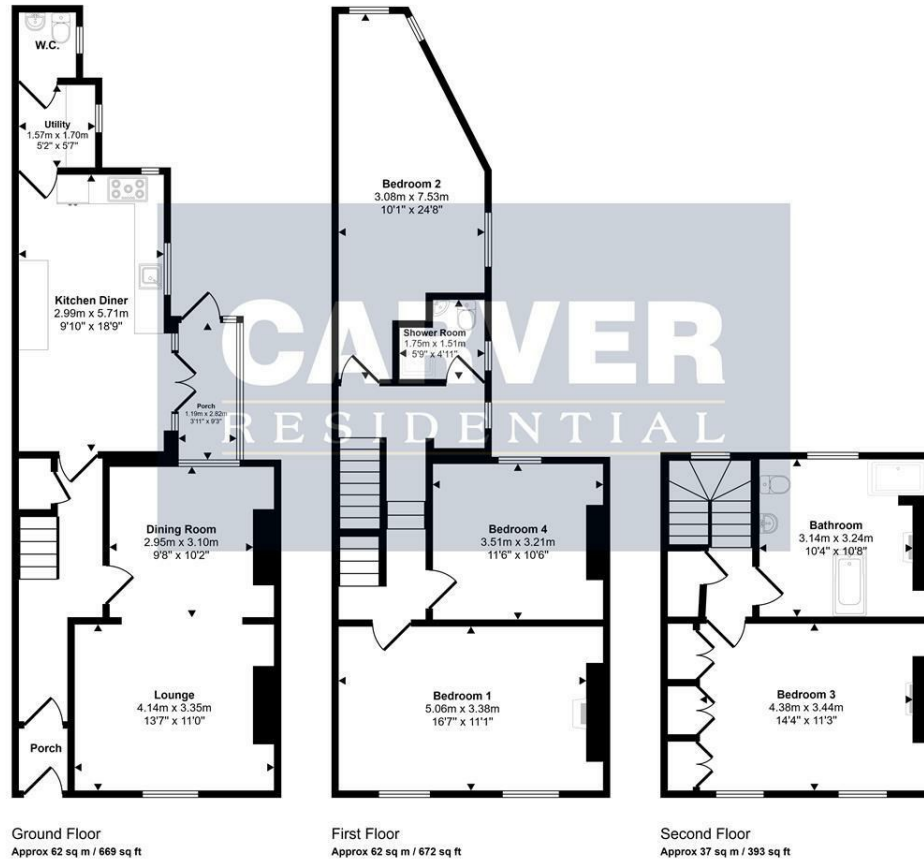 W.C.
Utility
1.57m x 1.70m
5'2" x 5'7"
Kitchen Diner
2.99m x 5.71m
9'10" x 18'9"
Porch
1.19m x 2.82m
3'11" x 9'3"
Dining Room
2.95m x 3.10m
9'8" x 10'2"
Lounge
4.14m x 3.35m
13'7" x 11'0"
Porch
Ground Floor
Approx 62 sq m / 669 sq ft
Bedroom 2
3.08m x 7.53m
10'1" x 24'8"
Shower Room
1.75m x 1.51m
5'9" x 4'11"
Bedroom 4
3.51m x 3.21m
11'6" x 10'6"
Bedroom 1
5.06m x 3.38m
16'7" x 11'1"
First Floor
Approx 62 sq m / 672 sq ft
Bathroom
3.14m x 3.24m
10'4" x 10'8"
Bedroom 3
4.38m x 3.44m
14'4" x 11'3"
Second Floor
Approx 37 sq m / 393 sq ft
CARVER
RESIDENTIAL